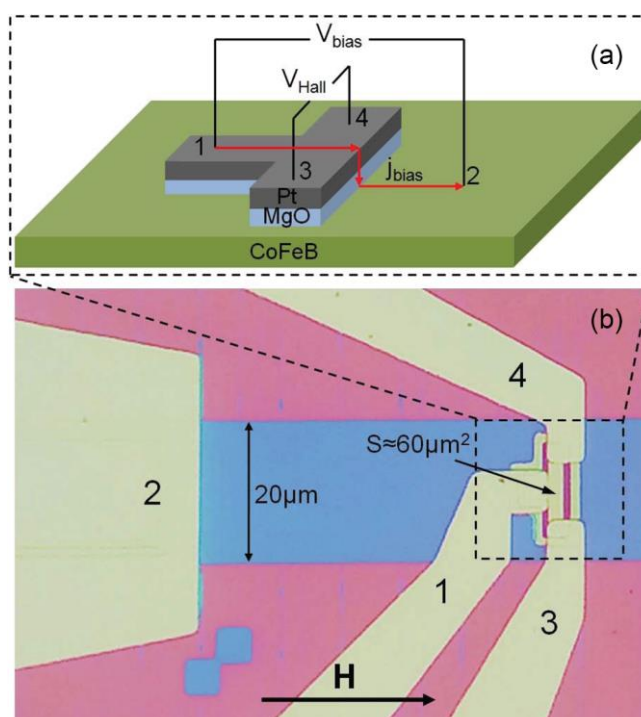 V_bias
(a)
V_Hall
4
1
3
j_bias
2
Pt
MgO
CoFeB
(b)
4
S≈60μm²
2
20μm
1
3
H